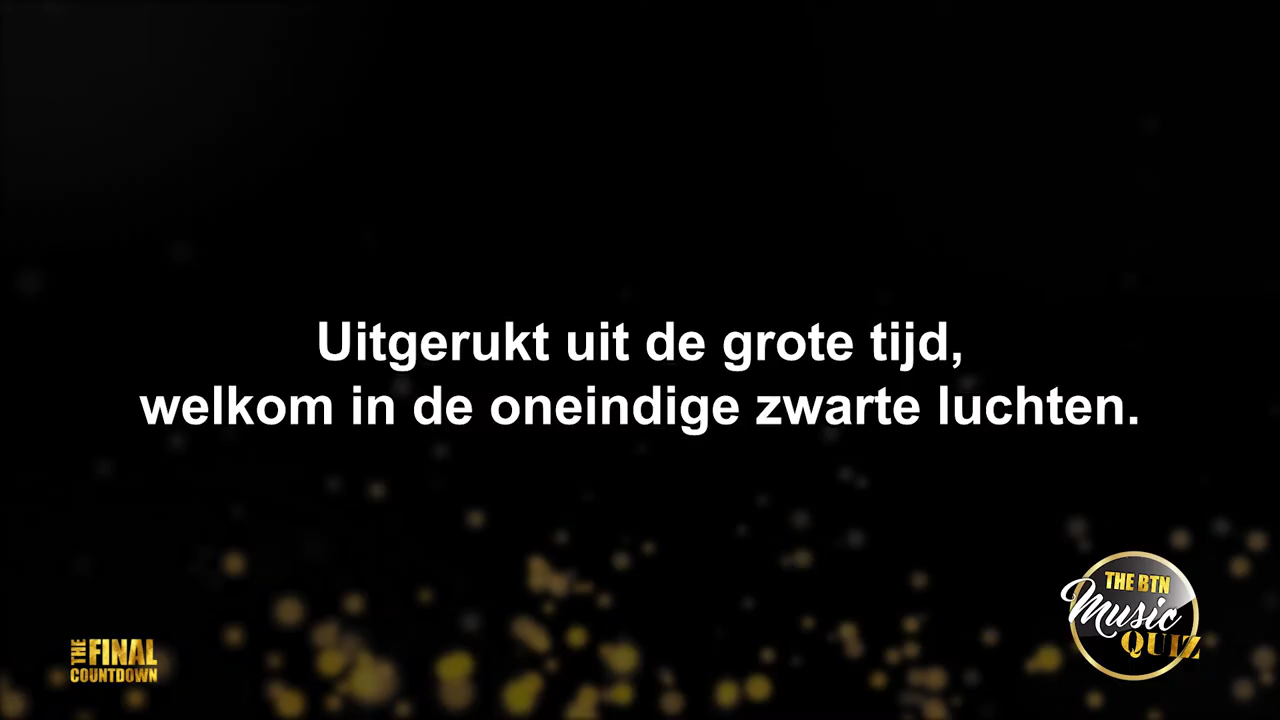 Uitgerukt uit de grote tijd,
welkom in de oneindige zwarte luchten.
THE FINAL
COUNTDOWN
THE BTN
Music
QUIZ